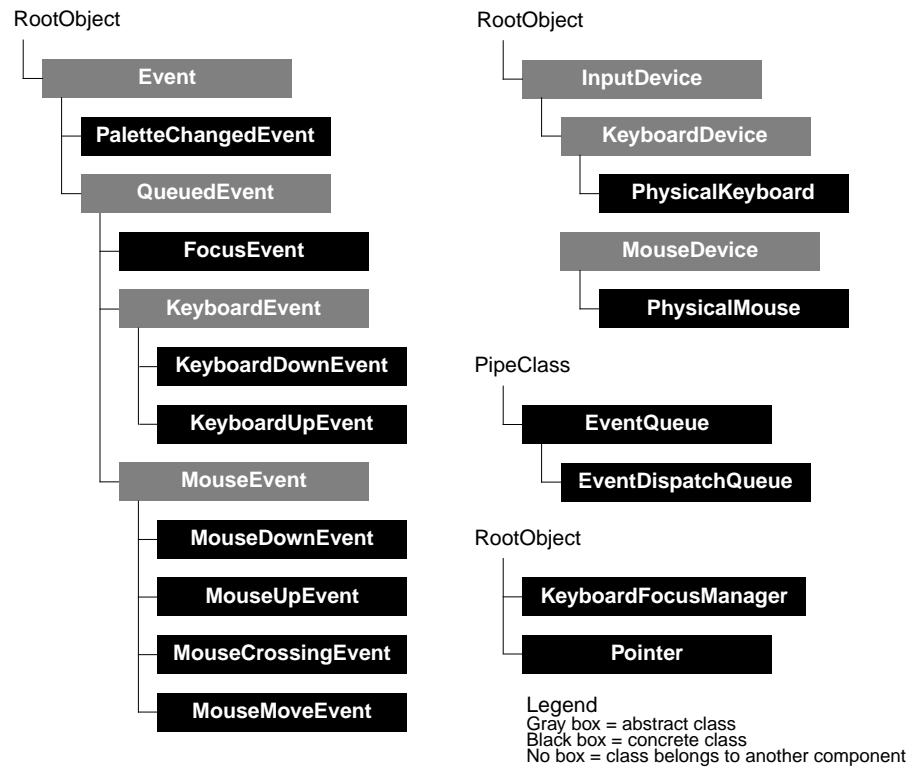 RootObject
Event
PaletteChangedEvent
QueuedEvent
FocusEvent
KeyboardEvent
KeyboardDownEvent
KeyboardUpEvent
MouseEvent
MouseDownEvent
MouseUpEvent
MouseCrossingEvent
MouseMoveEvent
RootObject
InputDevice
KeyboardDevice
PhysicalKeyboard
MouseDevice
PhysicalMouse
PipeClass
EventQueue
EventDispatchQueue
RootObject
KeyboardFocusManager
Pointer
Legend
Gray box = abstract class
Black box = concrete class
No box = class belongs to another component